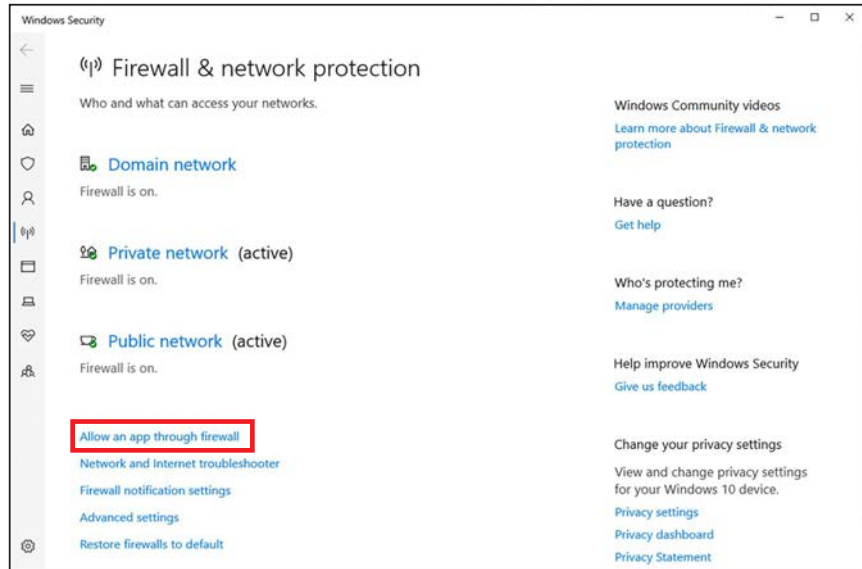 Windows Security
Firewall & network protection
Who and what can access your networks.
Domain network
Firewall is on.
Private network (active)
Firewall is on.
Public network (active)
Firewall is on.
Allow an app through firewall
Network and Internet troubleshooter
Firewall notification settings
Advanced settings
Restore firewalls to default
Windows Community videos
Learn more about Firewall & network
protection
Have a question?
Get help
Who's protecting me?
Manage providers
Help improve Windows Security
Give us feedback
Change your privacy settings
View and change privacy settings
for your Windows 10 device.
Privacy settings
Privacy dashboard
Privacy Statement